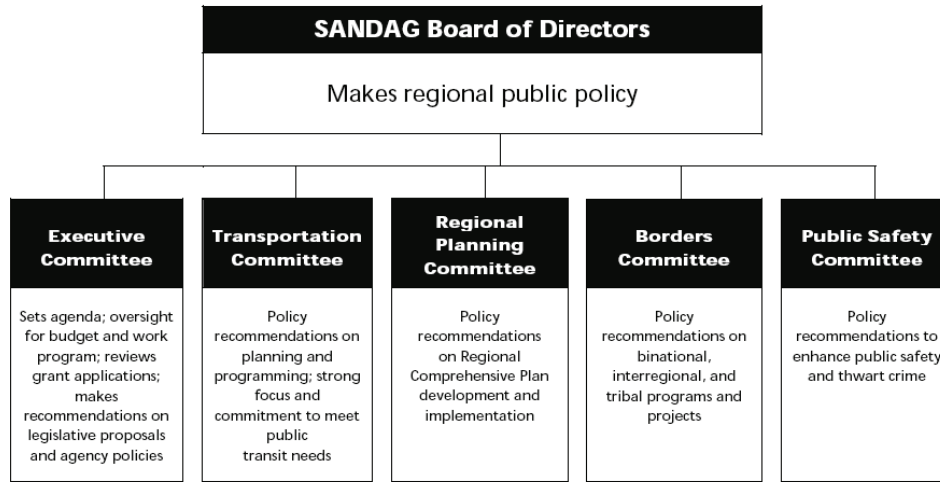 SANDAG Board of Directors
Makes regional public policy
Executive
Committee
Sets agenda; oversight
for budget and work
program; reviews
grant applications;
makes
recommendations on
legislative proposals
and agency policies
Transportation
Committee
Policy
recommendations on
planning and
programming; strong
focus and
commitment to meet
public
transit needs
Regional
Planning
Committee
Policy
recommendations
on Regional
Comprehensive Plan
development and
implementation
Borders
Committee
Policy
recommendations on
binational,
interregional, and
tribal programs and
projects
Public Safety
Committee
Policy
recommendations to
enhance public safety
and thwart crime